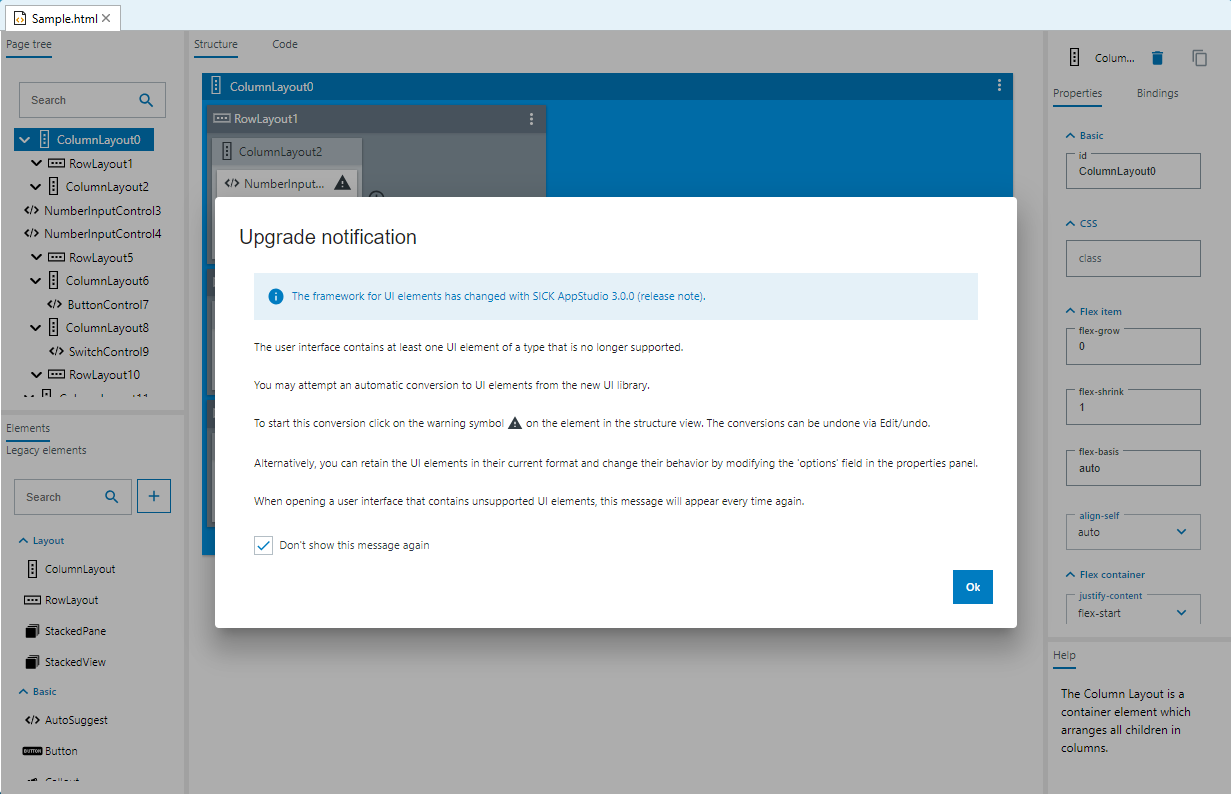 Sample.html
Page tree
Search
ColumnLayout0
RowLayout1
ColumnLayout2
NumberInputControl3
NumberInputControl4
RowLayout5
ColumnLayout6
ButtonControl7
ColumnLayout8
SwitchControl9
RowLayout10
Elements
Legacy elements
Search
Layout
ColumnLayout
RowLayout
StackedPane
StackedView
Basic
AutoSuggest
BUTTON Button
Structure Code
ColumnLayout0
RowLayout1
ColumnLayout2
NumberInput...
Upgrade notification
The framework for UI elements has changed with SICK AppStudio 3.0.0 (release note).
The user interface contains at least one UI element of a type that is no longer supported.
You may attempt an automatic conversion to UI elements from the new UI library.
To start this conversion click on the warning symbol on the element in the structure view. The conversions can be undone via Edit/undo.
Alternatively, you can retain the UI elements in their current format and change their behavior by modifying the 'options' field in the properties panel.
When opening a user interface that contains unsupported UI elements, this message will appear every time again.
Don't show this message again
Ok
Colum...
Properties Bindings
Basic
id
ColumnLayout0
CSS
class
Flex item
flex-grow
0
flex-shrink
1
flex-basis
auto
align-self
auto
Flex container
justify-content
flex-start
Help
The Column Layout is a
container element which
arranges all children in
columns.